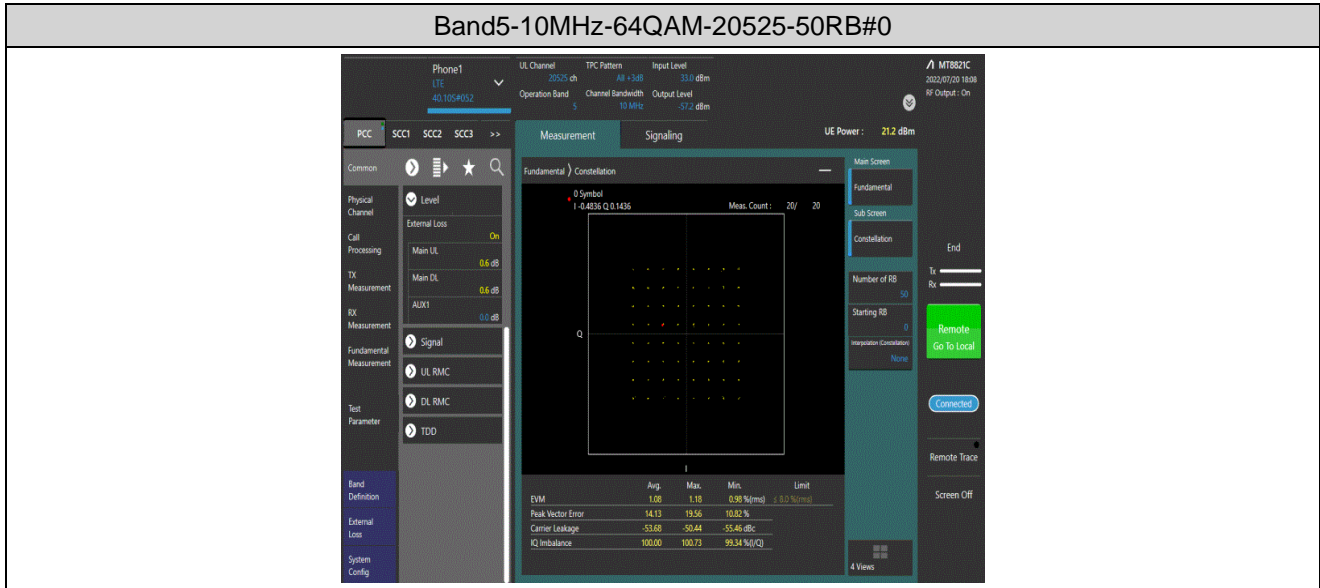 Band5-10MHz-64QAM-20525-50RB#0
Phone1
LTE
40.10S#052
UL Channel TPC Pattern Input Level
20525 ch All +3dB 33.0 dBm
Operation Band Channel Bandwidth Output Level
5 10 MHz -57.2 dBm
MT8821C
2022/07/20 18:08
RF Output : On
PCC SCC1 SCC2 SCC3 >>
Measurement Signaling
UE Power : 21.2 dBm
Common
Physical
Channel
Call
Processing
TX
Measurement
RX
Measurement
Fundamental
Measurement
Test
Parameter
Band
Definition
External
Loss
System
Config
Level
External Loss
On
Main UL
0.6 dB
Main DL
0.6 dB
AUX1
0.0 dB
Signal
UL RMC
DL RMC
TDD
Fundamental Constellation
0 Symbol
I -0.4836 Q 0.1436 Meas. Count : 20/ 20
Q
I
Avg. Max. Min. Limit
EVM 1.08 1.18 0.98 %(rms) ≤ 8.0 %(rms)
Peak Vector Error 14.13 19.56 10.82 %
Carrier Leakage -53.68 -50.44 -55.46 dBc
IQ Imbalance 100.00 100.73 99.34 %(I/Q)
Main Screen
Fundamental
Sub Screen
Constellation
Number of RB
50
Starting RB
0
Interpolation (Constellation)
None
4 Views
End
Tx
Rx
Remote
Go To Local
Connected
Remote Trace
Screen Off